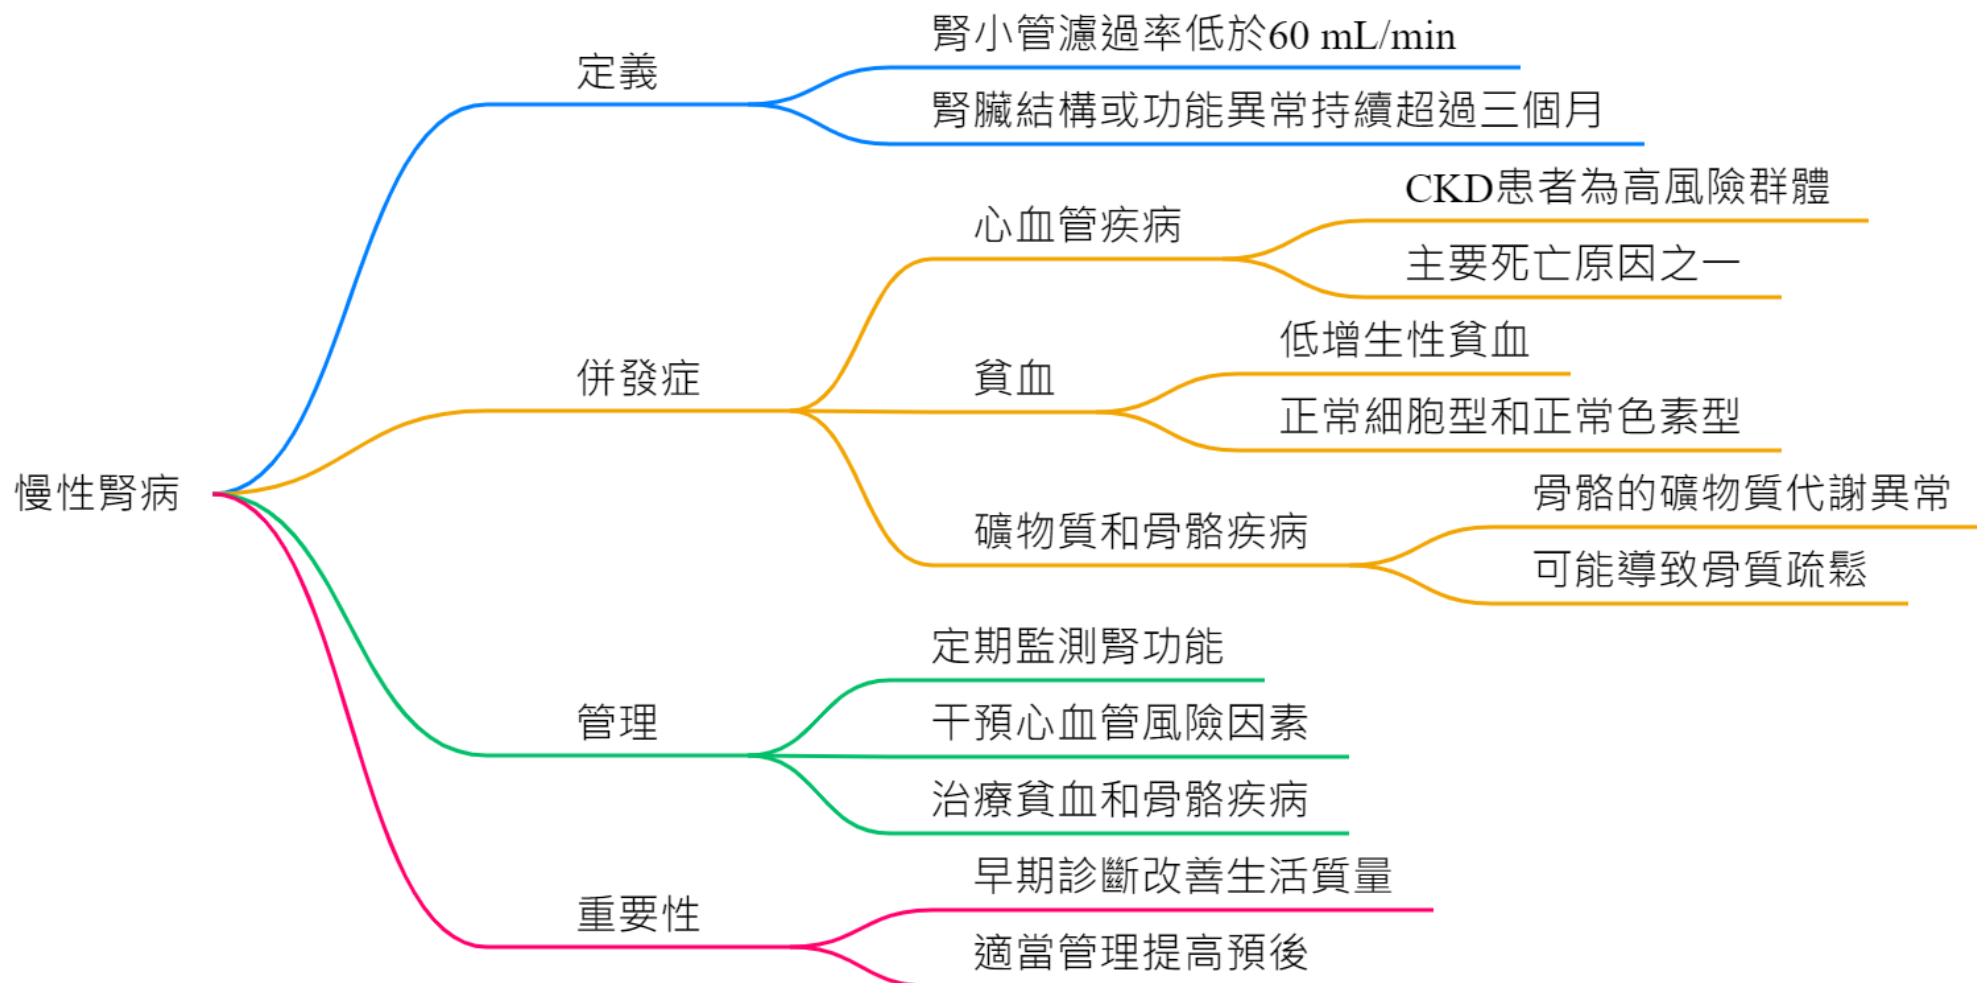 慢性腎病
定義
腎小管濾過率低於60 mL/min
腎臟結構或功能異常持續超過三個月
併發症
心血管疾病
CKD患者為高風險群體
主要死亡原因之一
貧血
低增生性貧血
正常細胞型和正常色素型
礦物質和骨骼疾病
骨骼的礦物質代謝異常
可能導致骨質疏鬆
管理
定期監測腎功能
干預心血管風險因素
治療貧血和骨骼疾病
重要性
早期診斷改善生活質量
適當管理提高預後